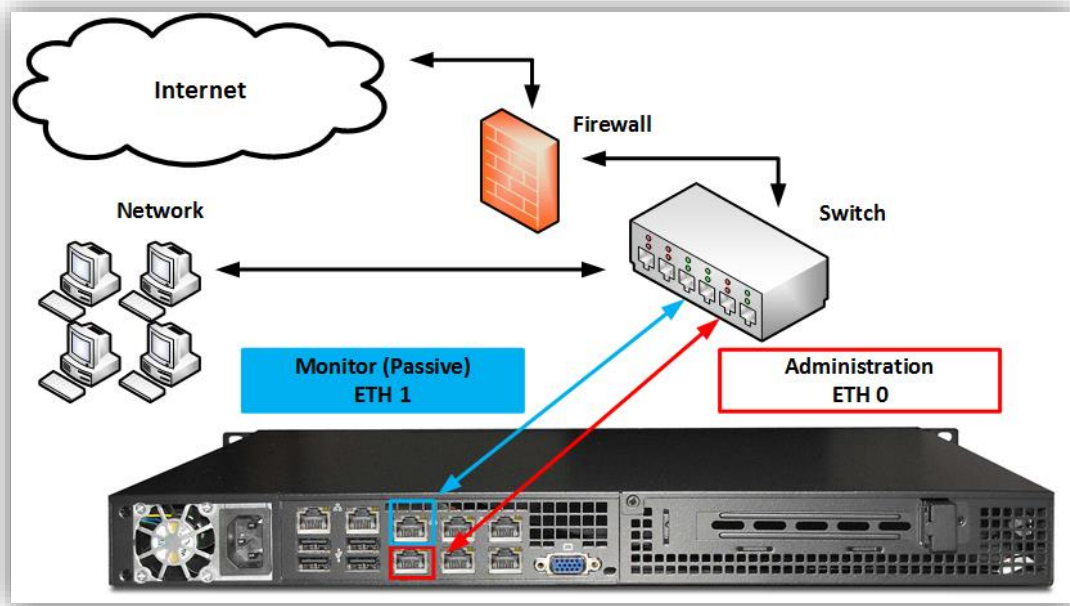 Internet
Firewall
Network
Switch
Monitor (Passive)
ETH 1
Administration
ETH 0